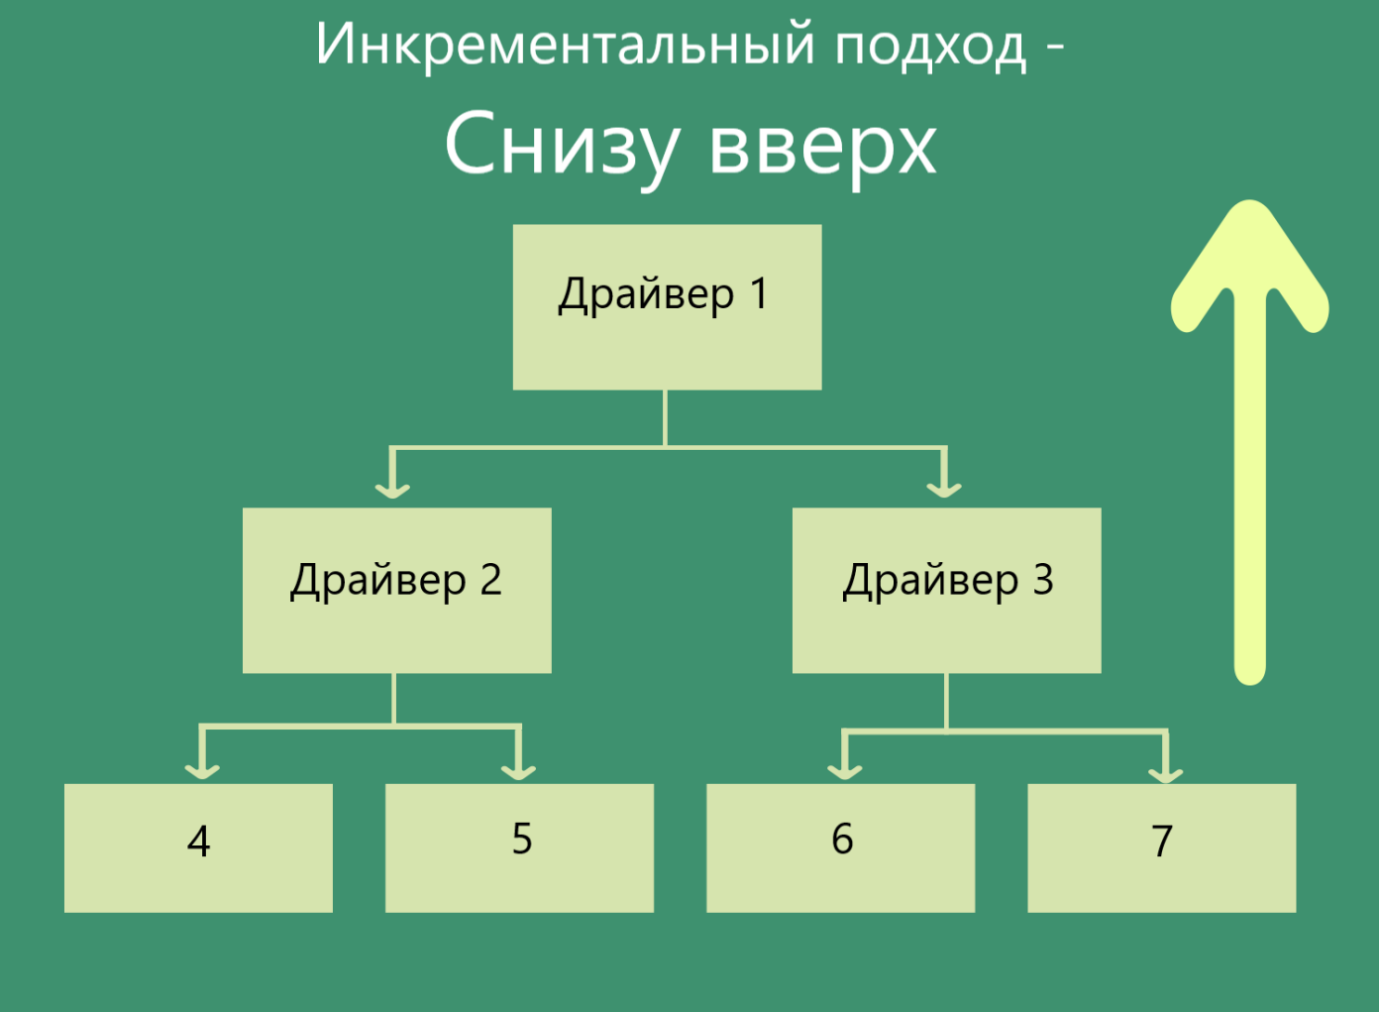 Инкрементальный подход -
Снизу вверх
Драйвер 1
Драйвер 2
Драйвер 3
4
5
6
7